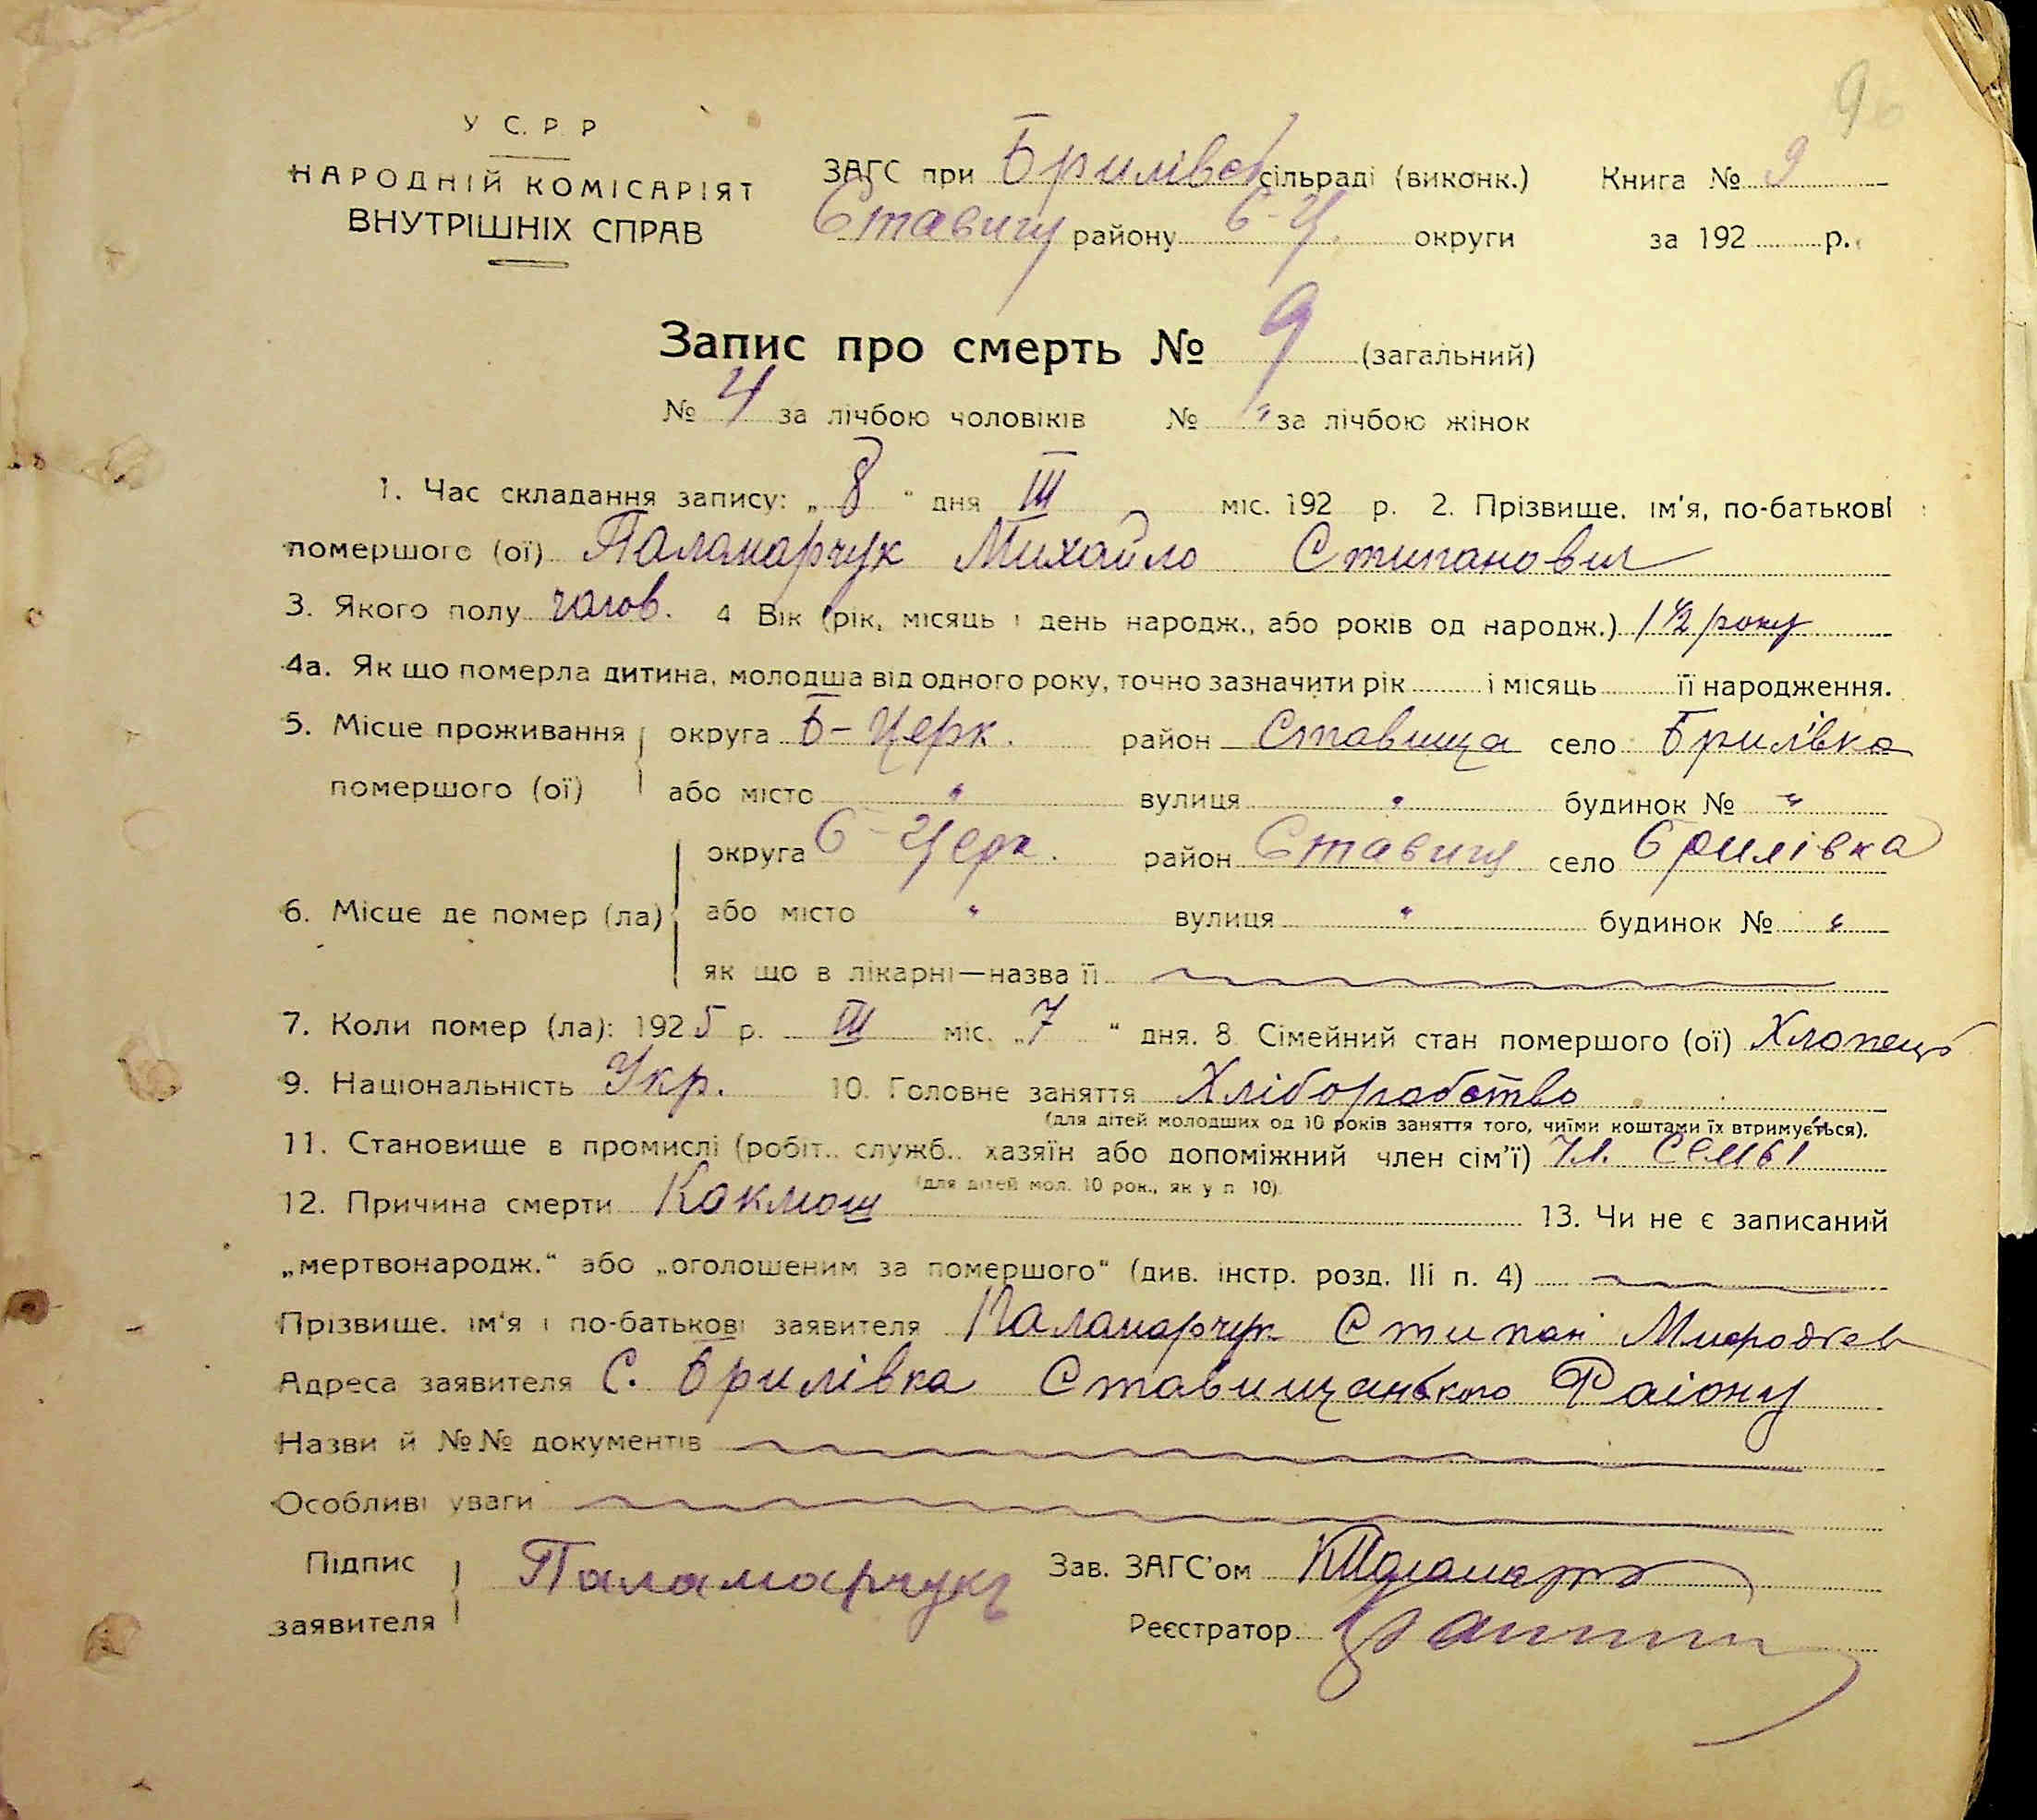 9
У С. Р. Р
НАРОДНІЙ КОМІСАРІЯТ
ВНУТРІШНІХ СПРАВ
ЗАГС при Брилівсь сільраді (виконк.) Книга № 9
Ставищ району Б-Ц. округи за 192 р.
Запис про смерть № 9 (загальний)
№ 4 за лічбою чоловіків № " за лічбою жінок
1. Час складання запису: „ 8 " дня III міс. 192 р. 2. Прізвище, ім'я, по-батькові
помершого (ої) Паламарчук Михайло Стипанович
3. Якого полу чолов. 4 Вік (рік, місяць і день народж., або років од народж.) 1 1/2 року
4а. Як що померла дитина, молодша від одного року, точно зазначити рік і місяць її народження.
5. Місце проживання округа Б-Церк. район Ставища село Брилівка
помершого (ої) або місто " вулиця " будинок № "
округа Б-Церк. район Ставищ село Брилівка
6. Місце де помер (ла) або місто " вулиця " будинок № "
як що в лікарні—назва її
7. Коли помер (ла): 1925 р. III міс. „ 7 " дня. 8 Сімейний стан помершого (ої) Хлопець
9. Національність Укр. 10. Головне заняття Хліборобство
(для дітей молодших од 10 років заняття того, чиїми коштами їх втримується).
11. Становище в промислі (робіт., служб., хазяїн або допоміжний член сім'ї) Чл. семьї
(для дітей мол. 10 рок., як у п 10).
12. Причина смерти Кокмош 13. Чи не є записаний
„мертвонародж." або „оголошеним за помершого" (див. інстр. розд. III п. 4)
Прізвище, ім'я і по-батькові заявителя Паламарчук Стипан Мифодіев
Адреса заявителя С. Брилівка Ставищанського Раіону
Назви й №№ документів
Особливі уваги
Підпис заявителя Паламарчукъ Зав. ЗАГС'ом
Реєстратор